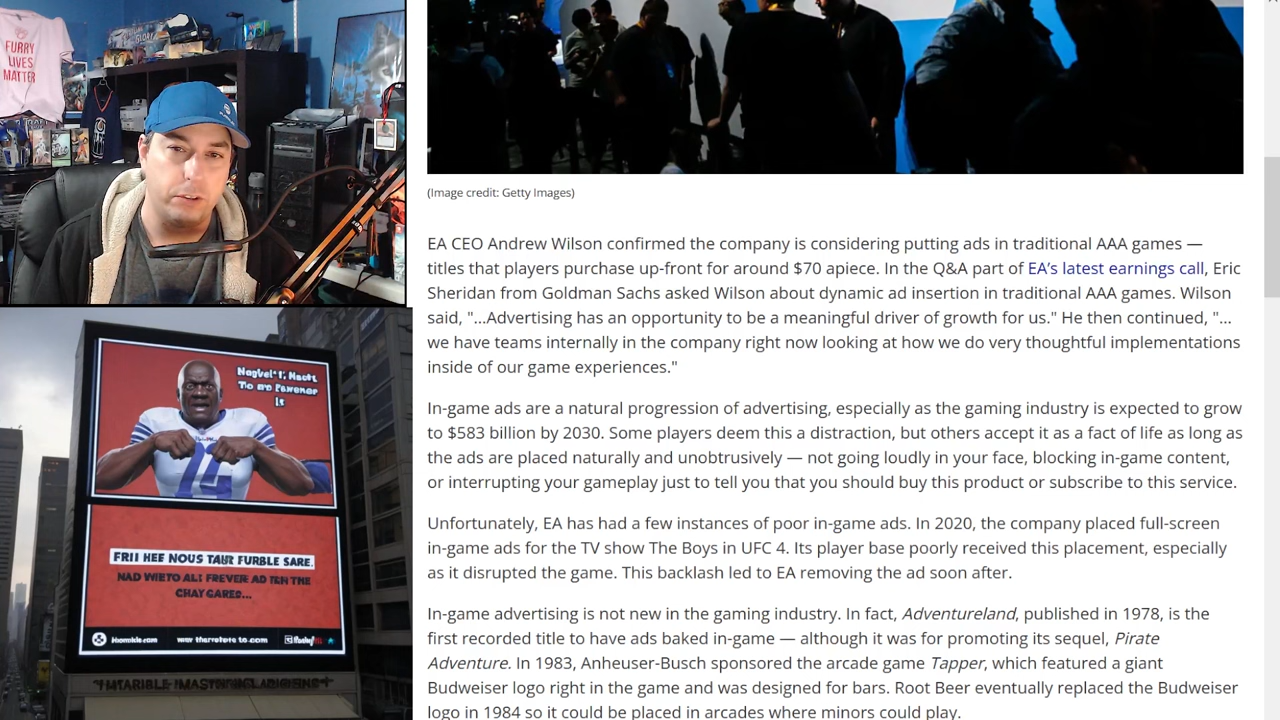 FURRY
LIVES
MATTER
FRII HEE NOUS TAUR FURBLE SARE.
NAD WIETO ALI FREVER AD TEH THE
CHAY GARED...
(Image credit: Getty Images)
EA CEO Andrew Wilson confirmed the company is considering putting ads in traditional AAA games —
titles that players purchase up-front for around $70 apiece. In the Q&A part of EA's latest earnings call, Eric
Sheridan from Goldman Sachs asked Wilson about dynamic ad insertion in traditional AAA games. Wilson
said, "...Advertising has an opportunity to be a meaningful driver of growth for us." He then continued, "...
we have teams internally in the company right now looking at how we do very thoughtful implementations
inside of our game experiences."
In-game ads are a natural progression of advertising, especially as the gaming industry is expected to grow
to $583 billion by 2030. Some players deem this a distraction, but others accept it as a fact of life as long as
the ads are placed naturally and unobtrusively — not going loudly in your face, blocking in-game content,
or interrupting your gameplay just to tell you that you should buy this product or subscribe to this service.
Unfortunately, EA has had a few instances of poor in-game ads. In 2020, the company placed full-screen
in-game ads for the TV show The Boys in UFC 4. Its player base poorly received this placement, especially
as it disrupted the game. This backlash led to EA removing the ad soon after.
In-game advertising is not new in the gaming industry. In fact, Adventureland, published in 1978, is the
first recorded title to have ads baked in-game — although it was for promoting its sequel, Pirate
Adventure. In 1983, Anheuser-Busch sponsored the arcade game Tapper, which featured a giant
Budweiser logo right in the game and was designed for bars. Root Beer eventually replaced the Budweiser
logo in 1984 so it could be placed in arcades where minors could play.